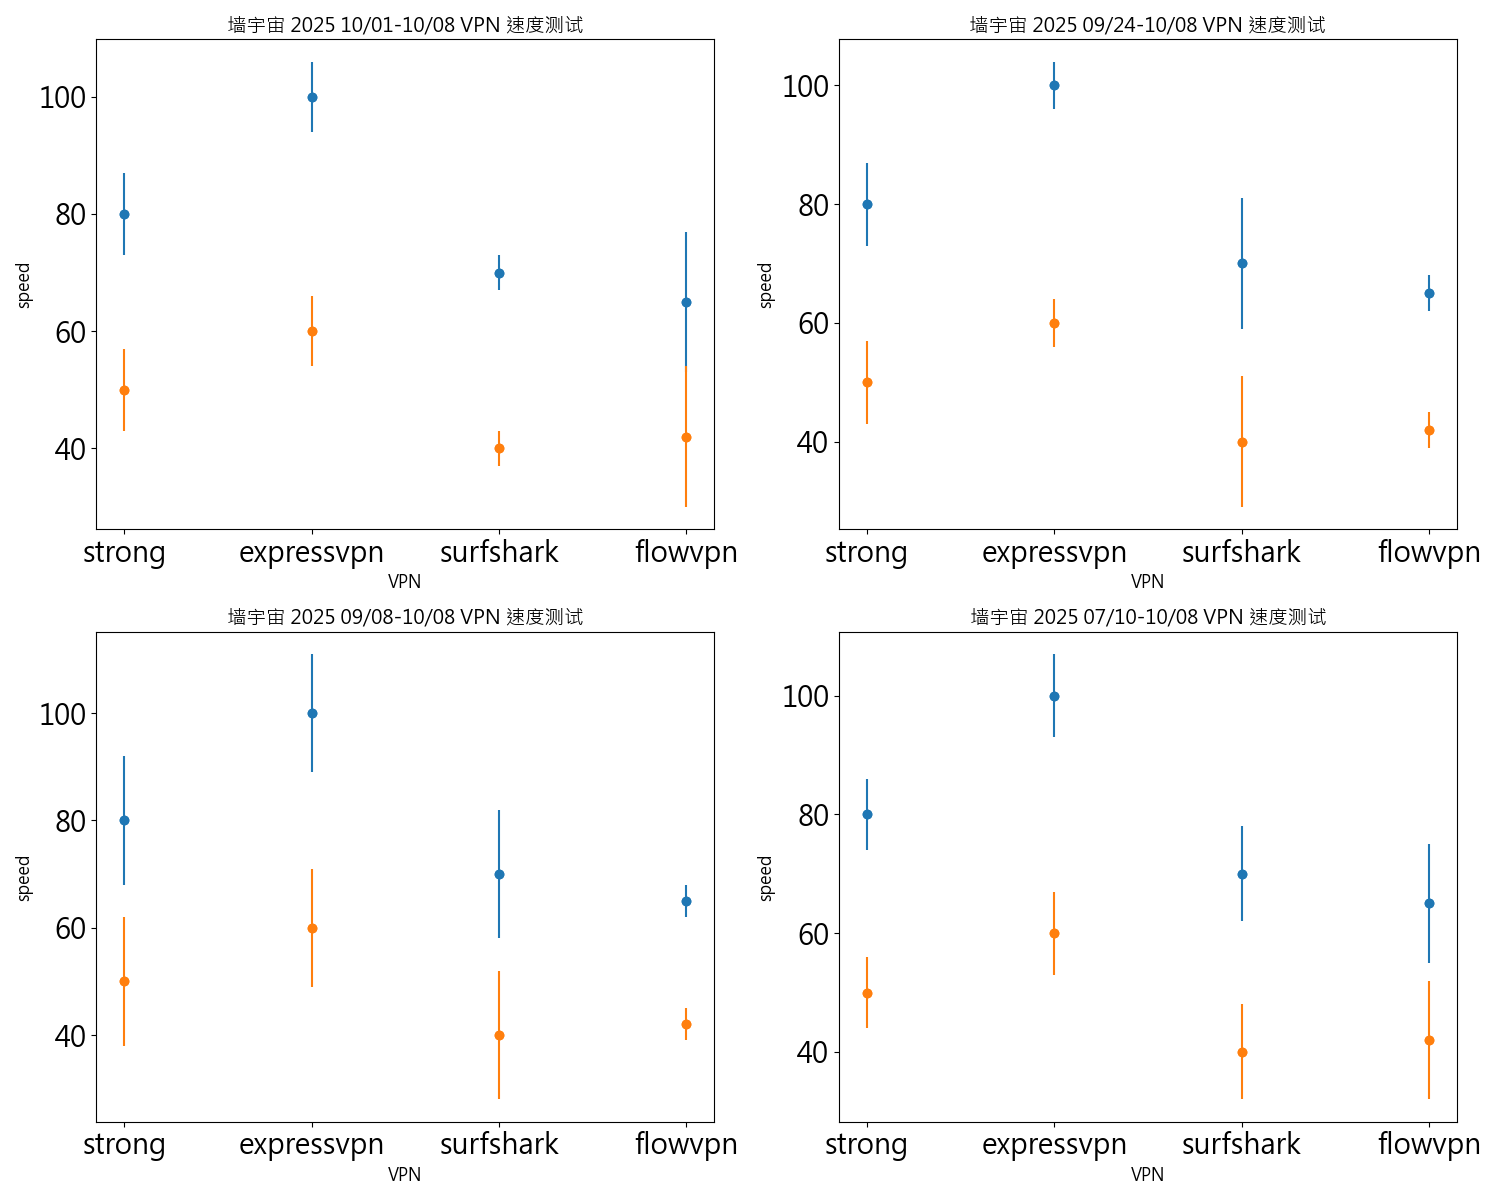 墙宇宙 2025 10/01-10/08 VPN 速度测试
100
80
60
40
speed
strong expressvpn surfshark flowvpn
VPN
墙宇宙 2025 09/24-10/08 VPN 速度测试
100
80
60
40
speed
strong expressvpn surfshark flowvpn
VPN
墙宇宙 2025 09/08-10/08 VPN 速度测试
100
80
60
40
speed
strong expressvpn surfshark flowvpn
VPN
墙宇宙 2025 07/10-10/08 VPN 速度测试
100
80
60
40
speed
strong expressvpn surfshark flowvpn
VPN